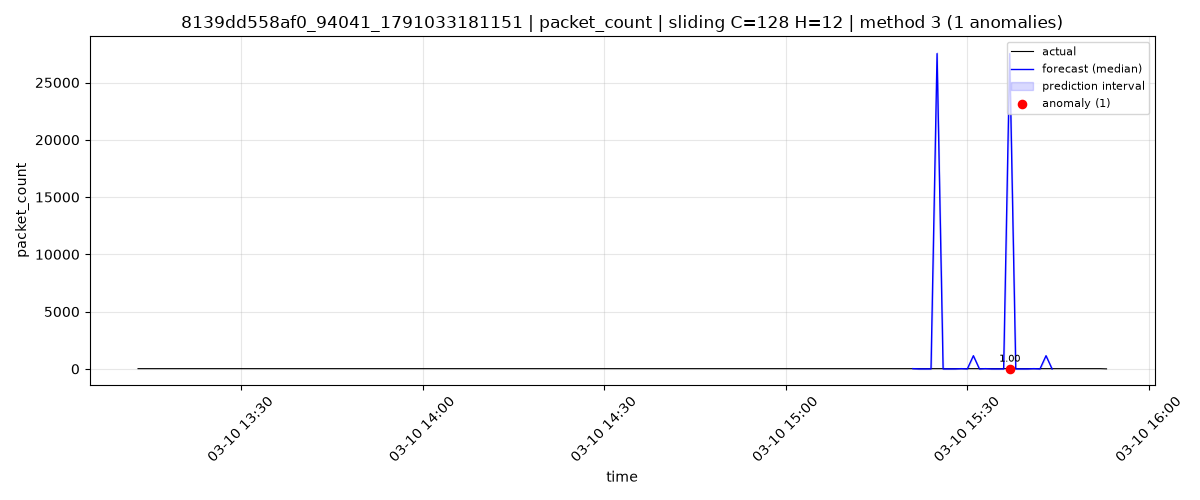 8139dd558af0_94041_1791033181151 | packet_count | sliding C=128 H=12 | method 3 (1 anomalies)
actual
forecast (median)
prediction interval
anomaly (1)
25000
20000
15000
10000
5000
0
packet_count
1.00
03-10 13:30
03-10 14:00
03-10 14:30
03-10 15:00
03-10 15:30
03-10 16:00
time